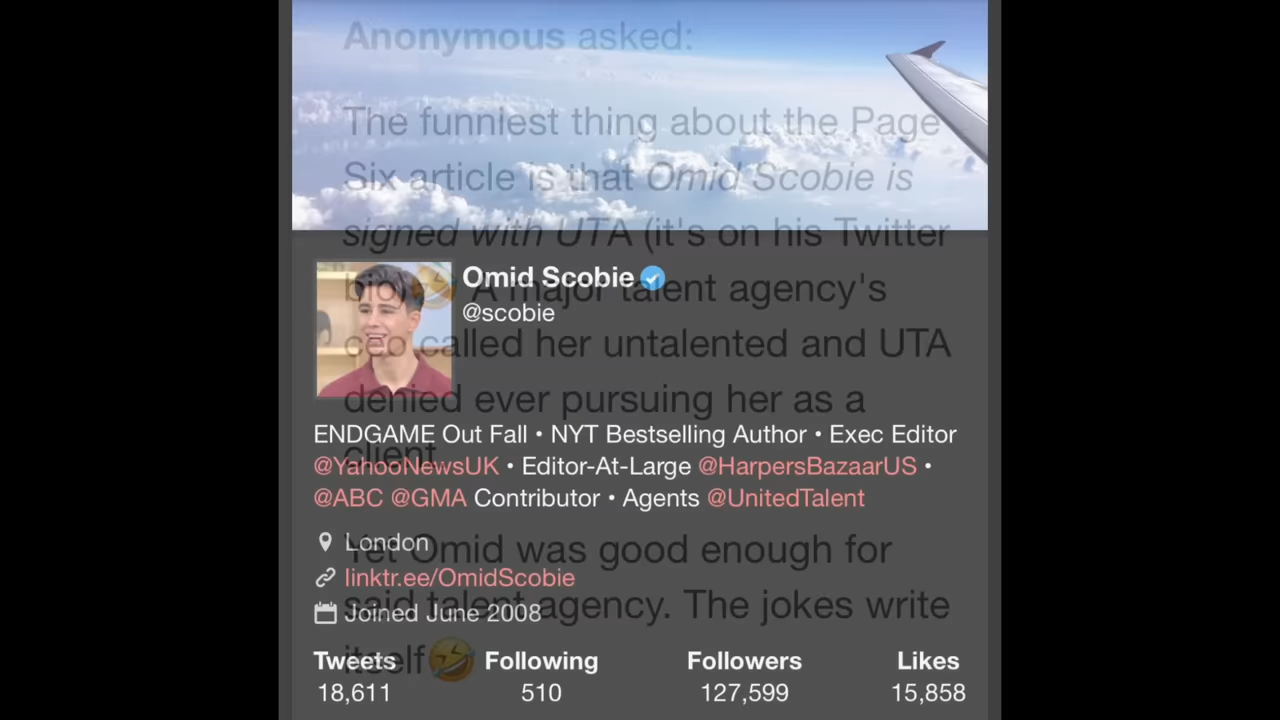 Anonymous asked:
The funniest thing about the Page
Six article is that Omid Scobie is
signed with UTA (it's on his Twitter
bio 🤣 A major talent agency's
ceo called her untalented and UTA
denied ever pursuing her as a
client.
Yet Omid was good enough for
said talent agency. The jokes write
itself🤣
Omid Scobie
@scobie
ENDGAME Out Fall • NYT Bestselling Author • Exec Editor
@YahooNewsUK • Editor-At-Large @HarpersBazaarUS •
@ABC @GMA Contributor • Agents @UnitedTalent
London
linktr.ee/OmidScobie
Joined June 2008
Tweets Following Followers Likes
18,611 510 127,599 15,858